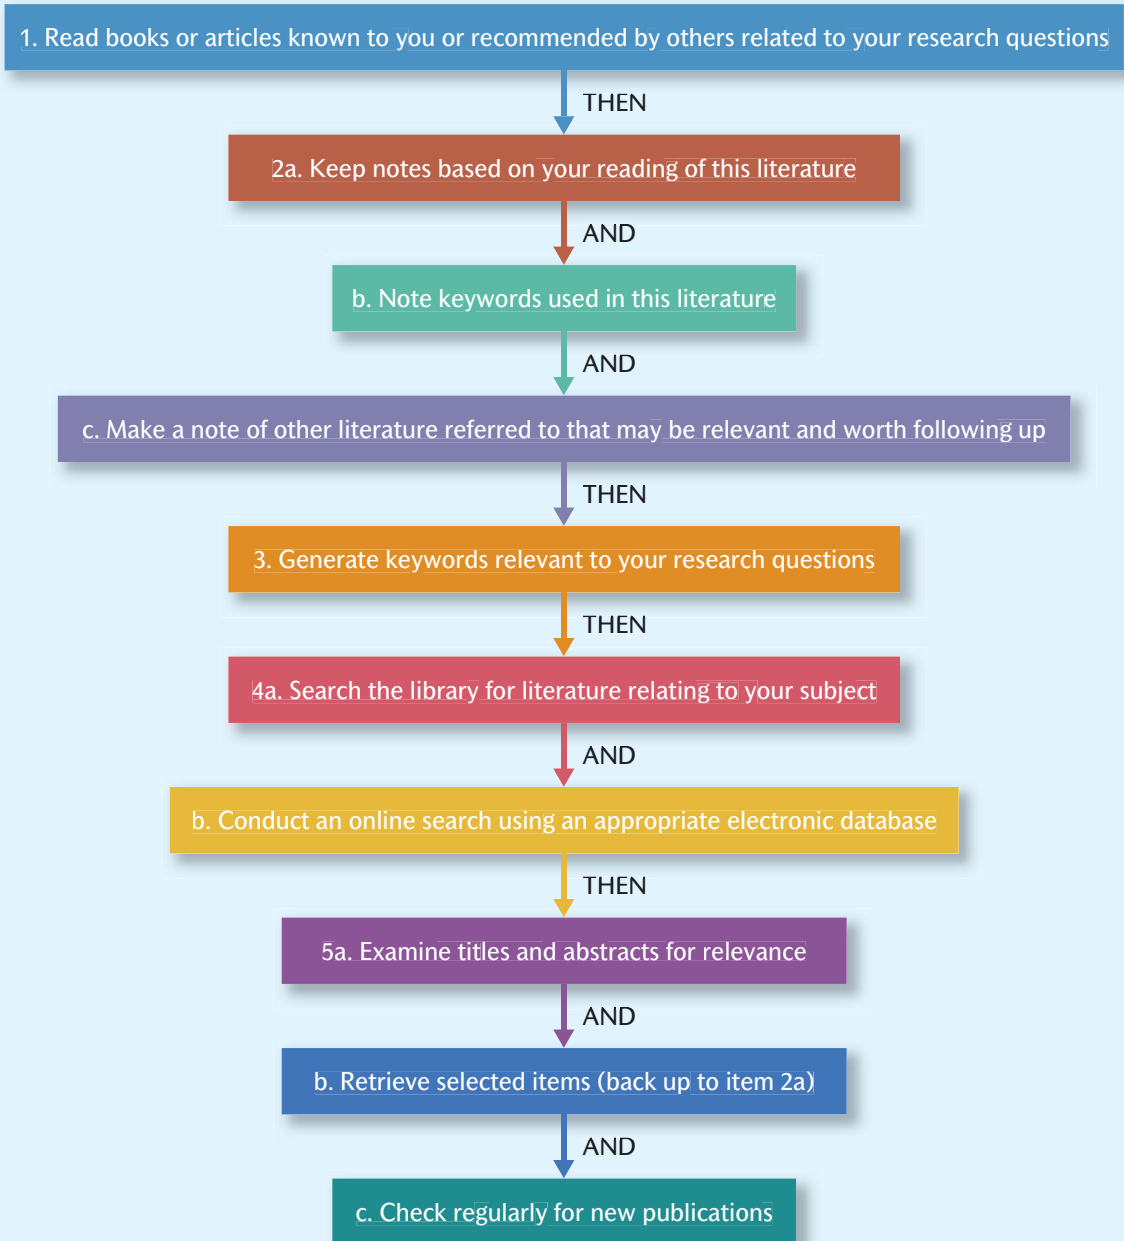 1. Read books or articles known to you or recommended by others related to your research questions
THEN
2a. Keep notes based on your reading of this literature
AND
b. Note keywords used in this literature
AND
c. Make a note of other literature referred to that may be relevant and worth following up
THEN
3. Generate keywords relevant to your research questions
THEN
4a. Search the library for literature relating to your subject
AND
b. Conduct an online search using an appropriate electronic database
THEN
5a. Examine titles and abstracts for relevance
AND
b. Retrieve selected items (back up to item 2a)
AND
c. Check regularly for new publications